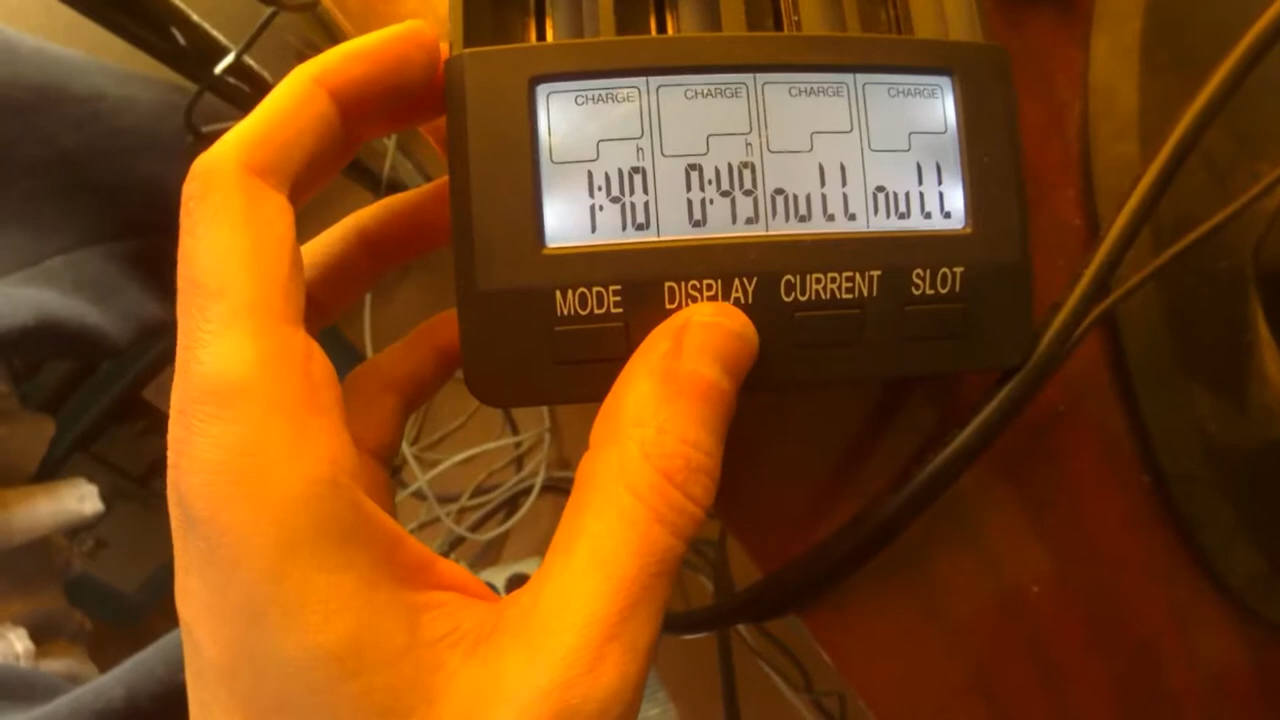 CHARGE CHARGE CHARGE CHARGE
h h
1:40 0:49 null null
MODE DISPLAY CURRENT SLOT